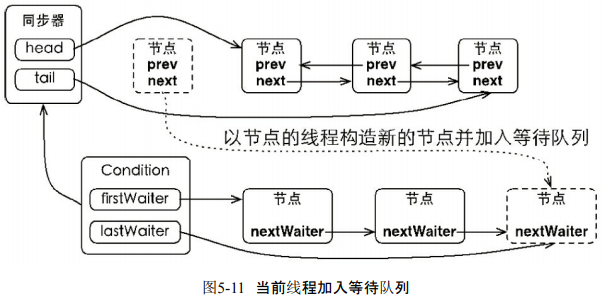 同步器
head
tail
节点
prev
next
节点
prev
next
节点
prev
next
节点
prev
next
以节点的线程构造新的节点并加入等待队列
Condition
firstWaiter
lastWaiter
节点
nextWaiter
节点
nextWaiter
节点
nextWaiter
图5-11 当前线程加入等待队列